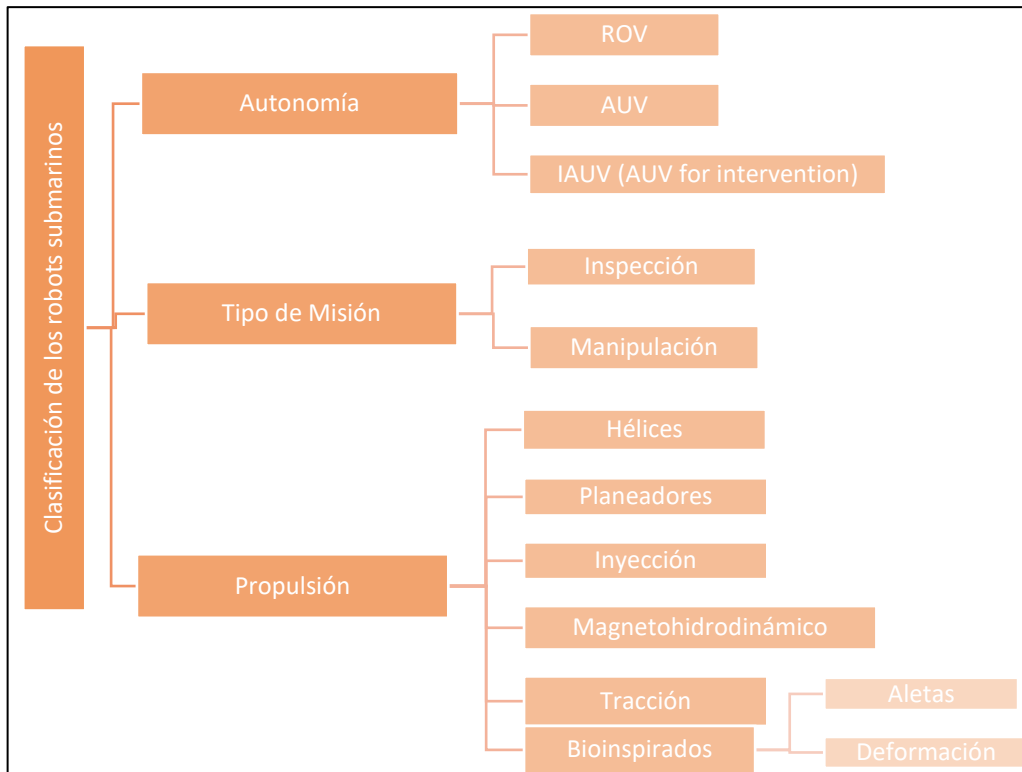 Clasificación de los robots submarinos
Autonomía
ROV
AUV
IAUV (AUV for intervention)
Tipo de Misión
Inspección
Manipulación
Propulsión
Hélices
Planeadores
Inyección
Magnetohidrodinámico
Tracción
Bioinspirados
Aletas
Deformación